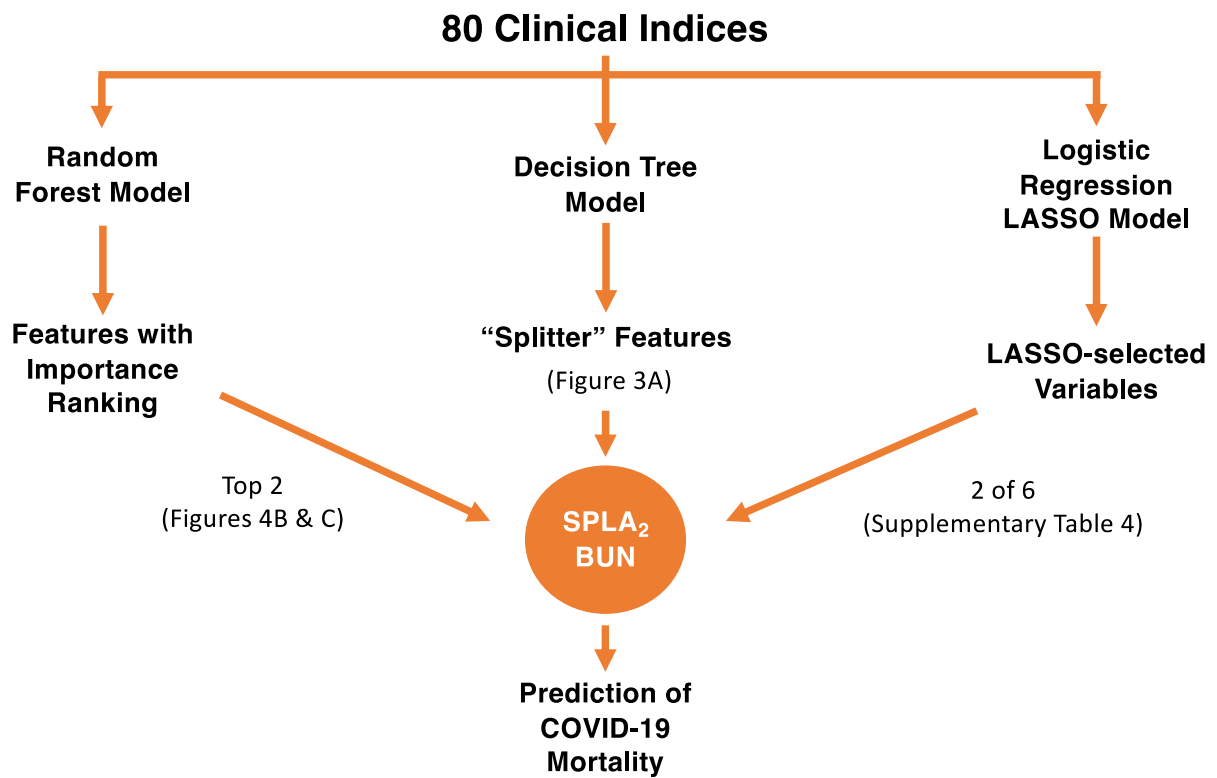 80 Clinical Indices
Random
Forest Model
Decision Tree
Model
Logistic
Regression
LASSO Model
Features with
Importance
Ranking
“Splitter” Features
(Figure 3A)
LASSO-selected
Variables
Top 2
(Figures 4B & C)
SPLA₂
BUN
2 of 6
(Supplementary Table 4)
Prediction of
COVID-19
Mortality